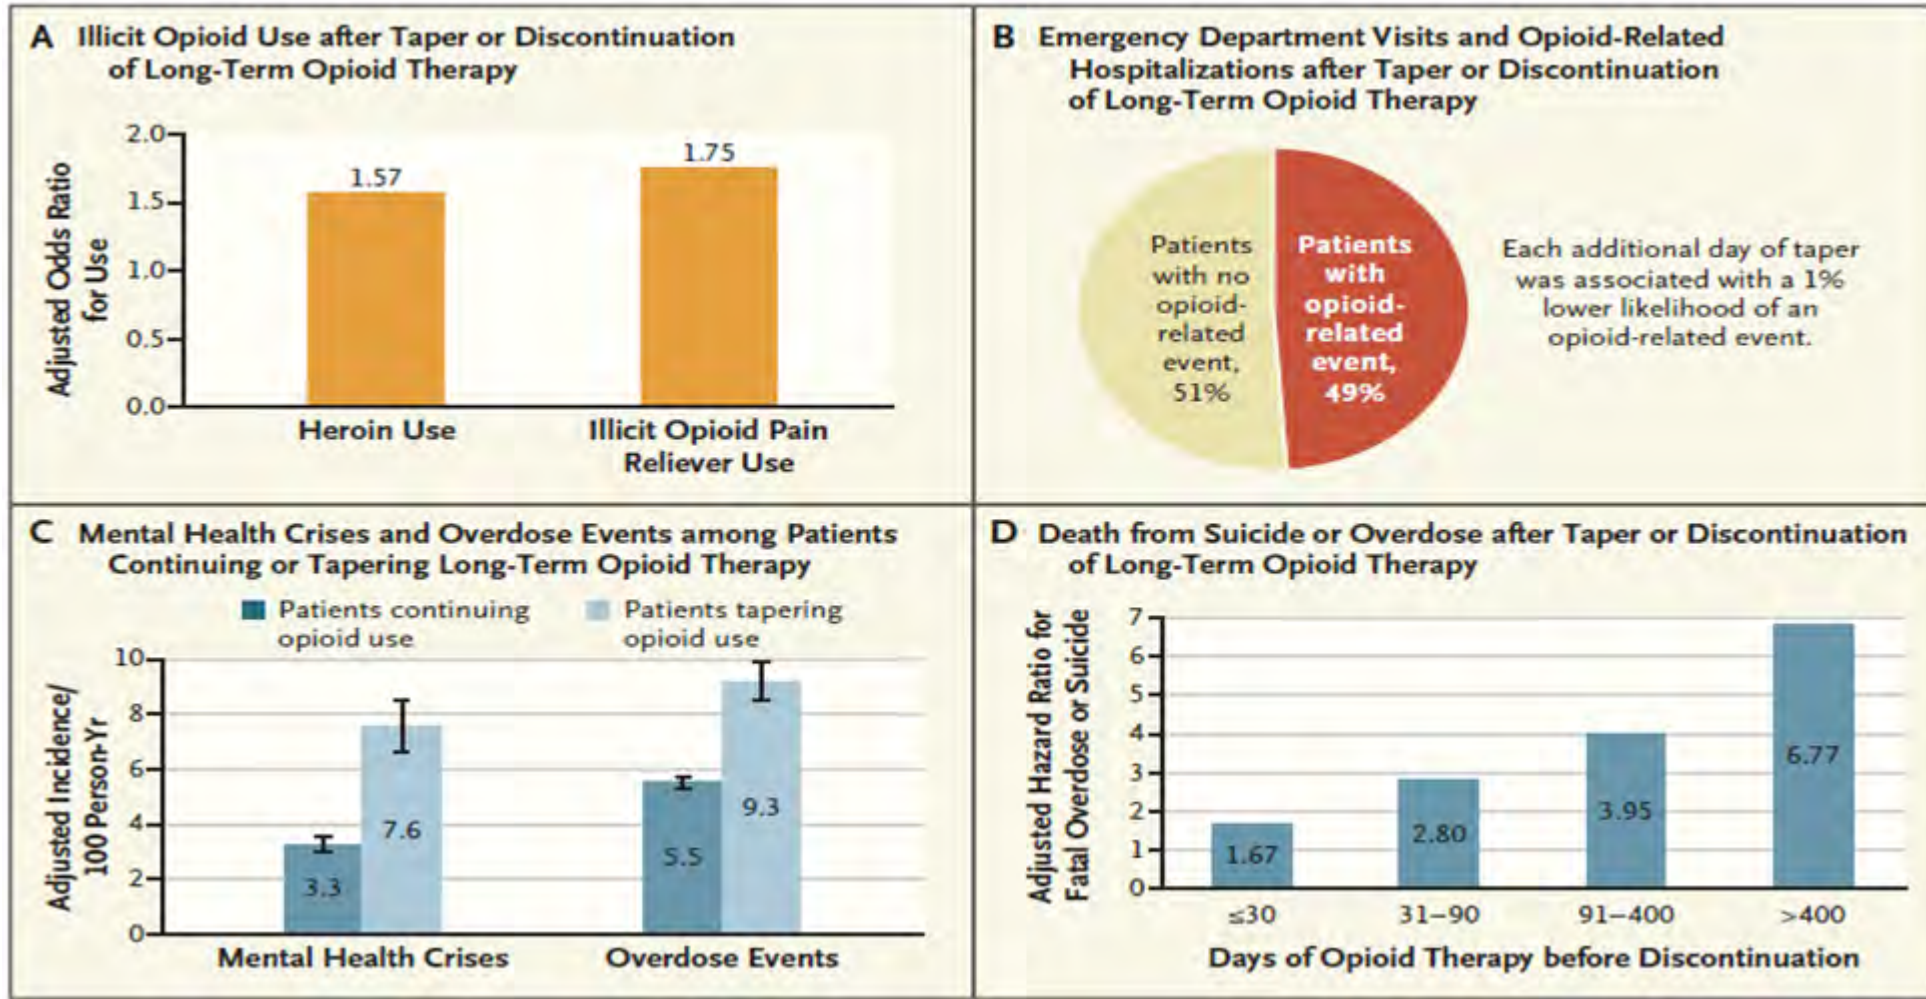 A Illicit Opioid Use after Taper or Discontinuation
of Long-Term Opioid Therapy
Adjusted Odds Ratio
for Use
2.0
1.5
1.0
0.5
0.0
1.57
1.75
Heroin Use
Illicit Opioid Pain
Reliever Use
B Emergency Department Visits and Opioid-Related
Hospitalizations after Taper or Discontinuation
of Long-Term Opioid Therapy
Patients
with no
opioid-
related
event,
51%
Patients
with
opioid-
related
event,
49%
Each additional day of taper
was associated with a 1%
lower likelihood of an
opioid-related event.
C Mental Health Crises and Overdose Events among Patients
Continuing or Tapering Long-Term Opioid Therapy
Patients continuing
opioid use
Patients tapering
opioid use
Adjusted Incidence/
100 Person-Yr
10
8
6
4
2
0
3.3
7.6
5.5
9.3
Mental Health Crises
Overdose Events
D Death from Suicide or Overdose after Taper or Discontinuation
of Long-Term Opioid Therapy
Adjusted Hazard Ratio for
Fatal Overdose or Suicide
7
6
5
4
3
2
1
0
1.67
2.80
3.95
6.77
≤30
31–90
91–400
>400
Days of Opioid Therapy before Discontinuation